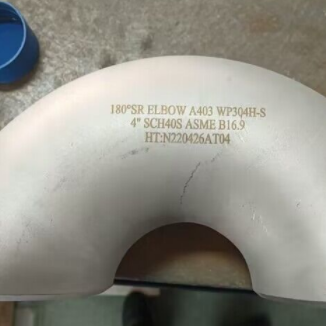 180°SR ELBOW A403 WP304H-S
4" SCH40S ASME B16.9
HT:N220426AT04